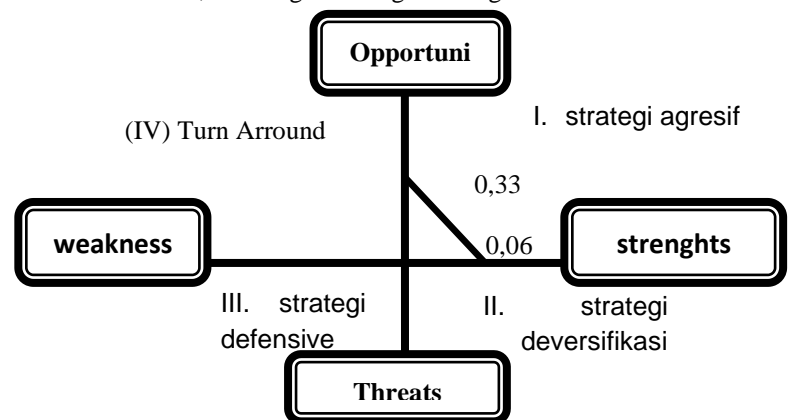 Opportuni
I. strategi agresif
(IV) Turn Arround
0,33
weakness
0,06
strenghts
III. strategi
defensive
II. strategi
deversifikasi
Threats